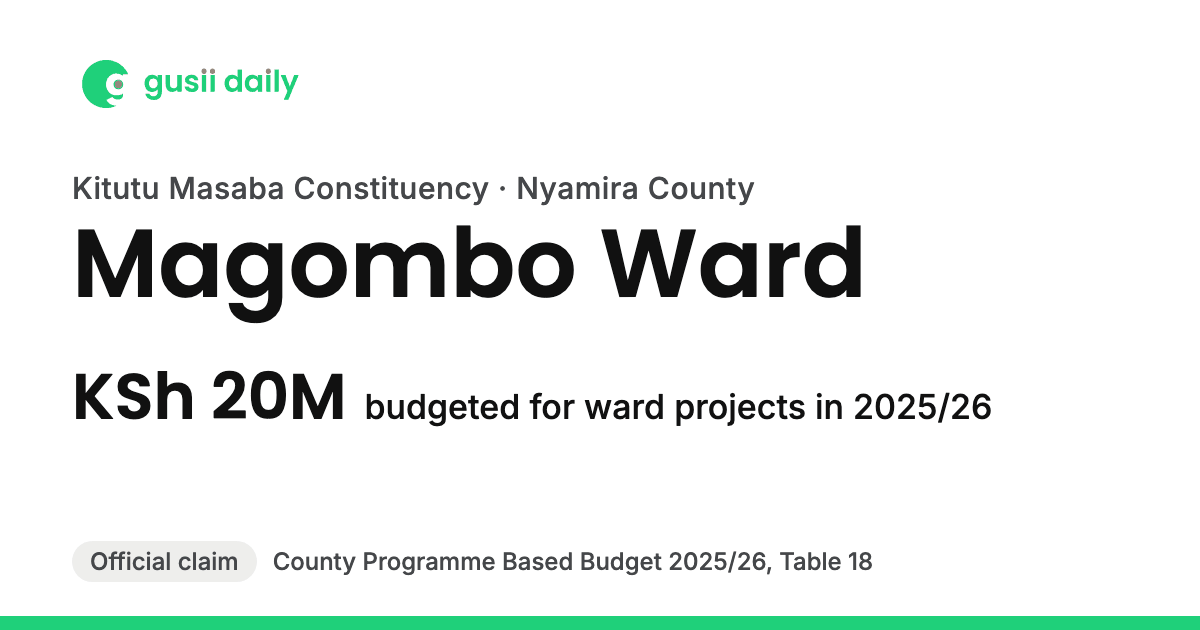 gusii daily
Kitutu Masaba Constituency · Nyamira County
Magombo Ward
KSh 20M budgeted for ward projects in 2025/26
Official claim County Programme Based Budget 2025/26, Table 18